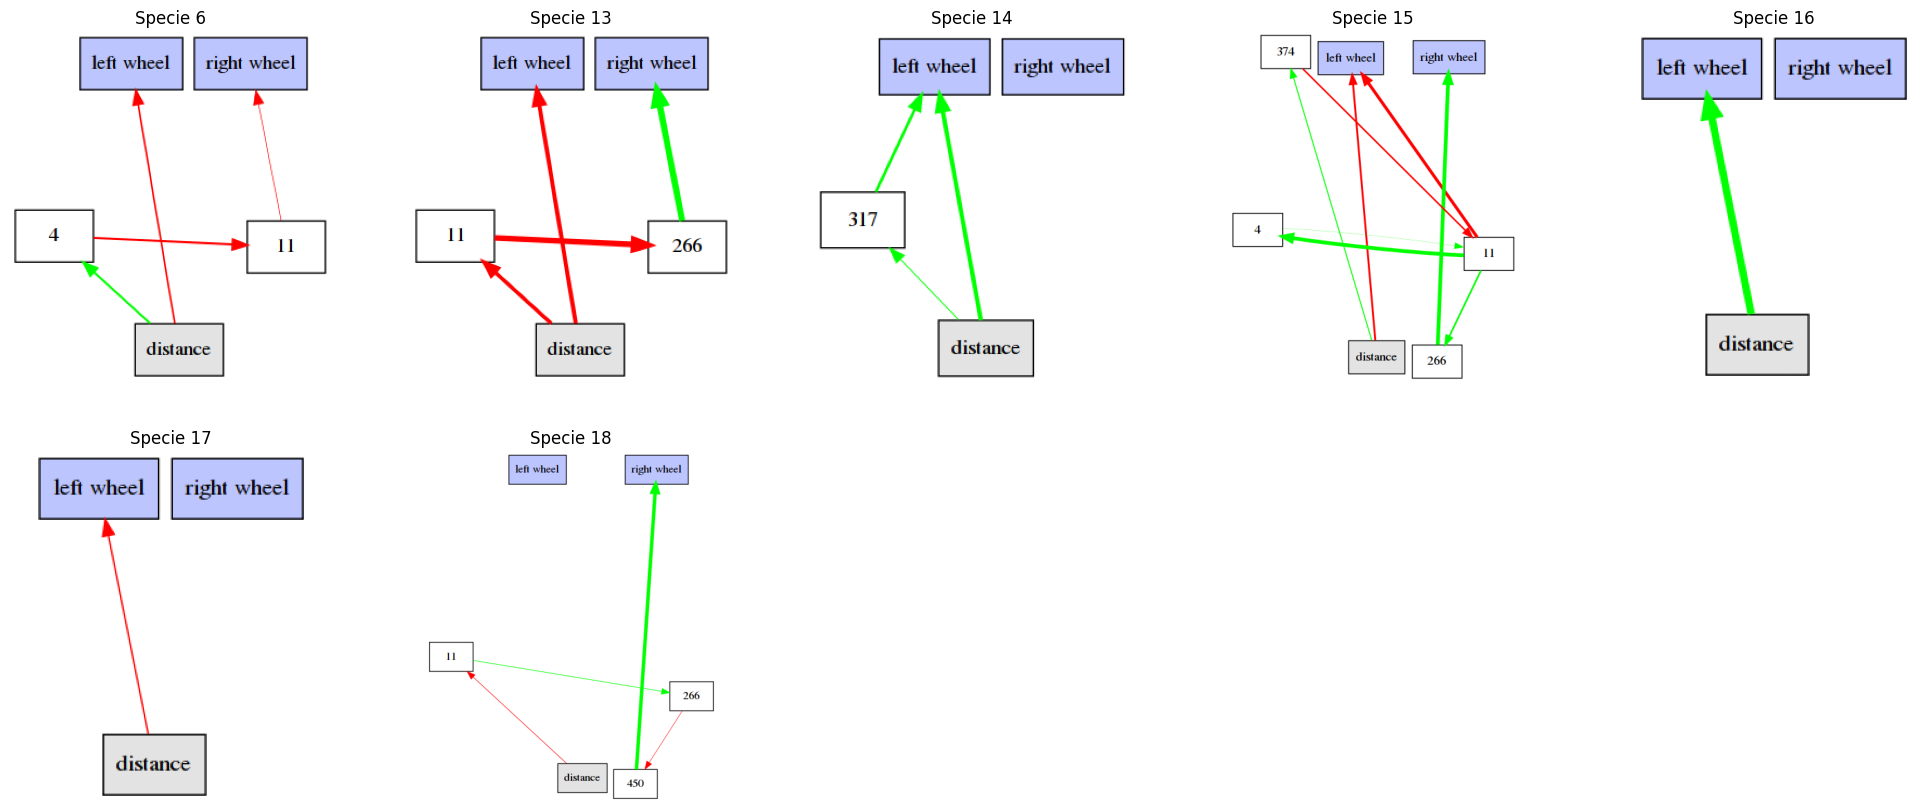 Specie 6
left wheel
right wheel
4
11
distance
Specie 13
left wheel
right wheel
11
266
distance
Specie 14
left wheel
right wheel
317
distance
Specie 15
374
left wheel
right wheel
4
11
distance
266
Specie 16
left wheel
right wheel
distance
Specie 17
left wheel
right wheel
distance
Specie 18
left wheel
right wheel
11
266
distance
450